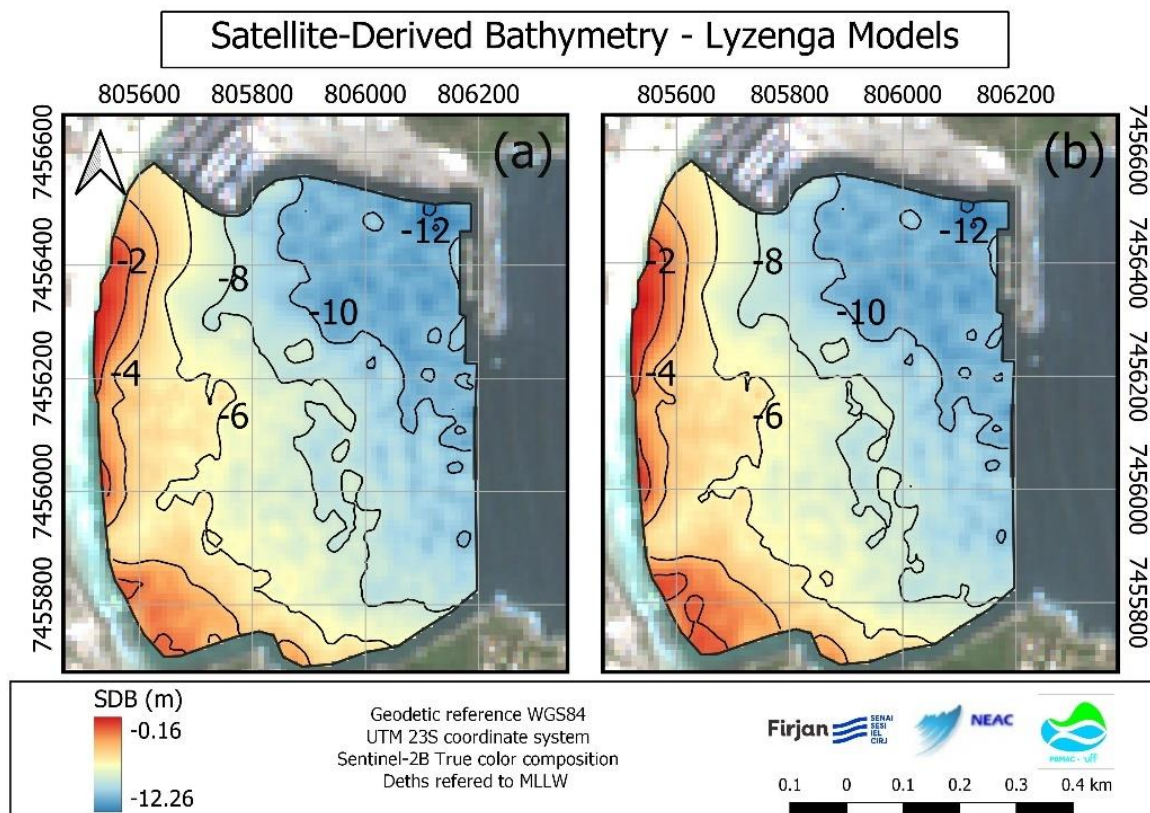 Satellite-Derived Bathymetry - Lyzenga Models
805600 805800 806000 806200
805600 805800 806000 806200
7456600
7456400
7456200
7456000
7455800
(a)
-2
-4
-6
-8
-10
-12
(b)
-2
-4
-6
-8
-10
-12
7456600
7456400
7456200
7456000
7455800
SDB (m)
-0.16
-12.26
Geodetic reference WGS84
UTM 23S coordinate system
Sentinel-2B True color composition
Deths refered to MLLW
Firjan
SENAI
SESI
IEL
CIRJ
NEAC
PBMAC - uff
0.1 0 0.1 0.2 0.3 0.4 km